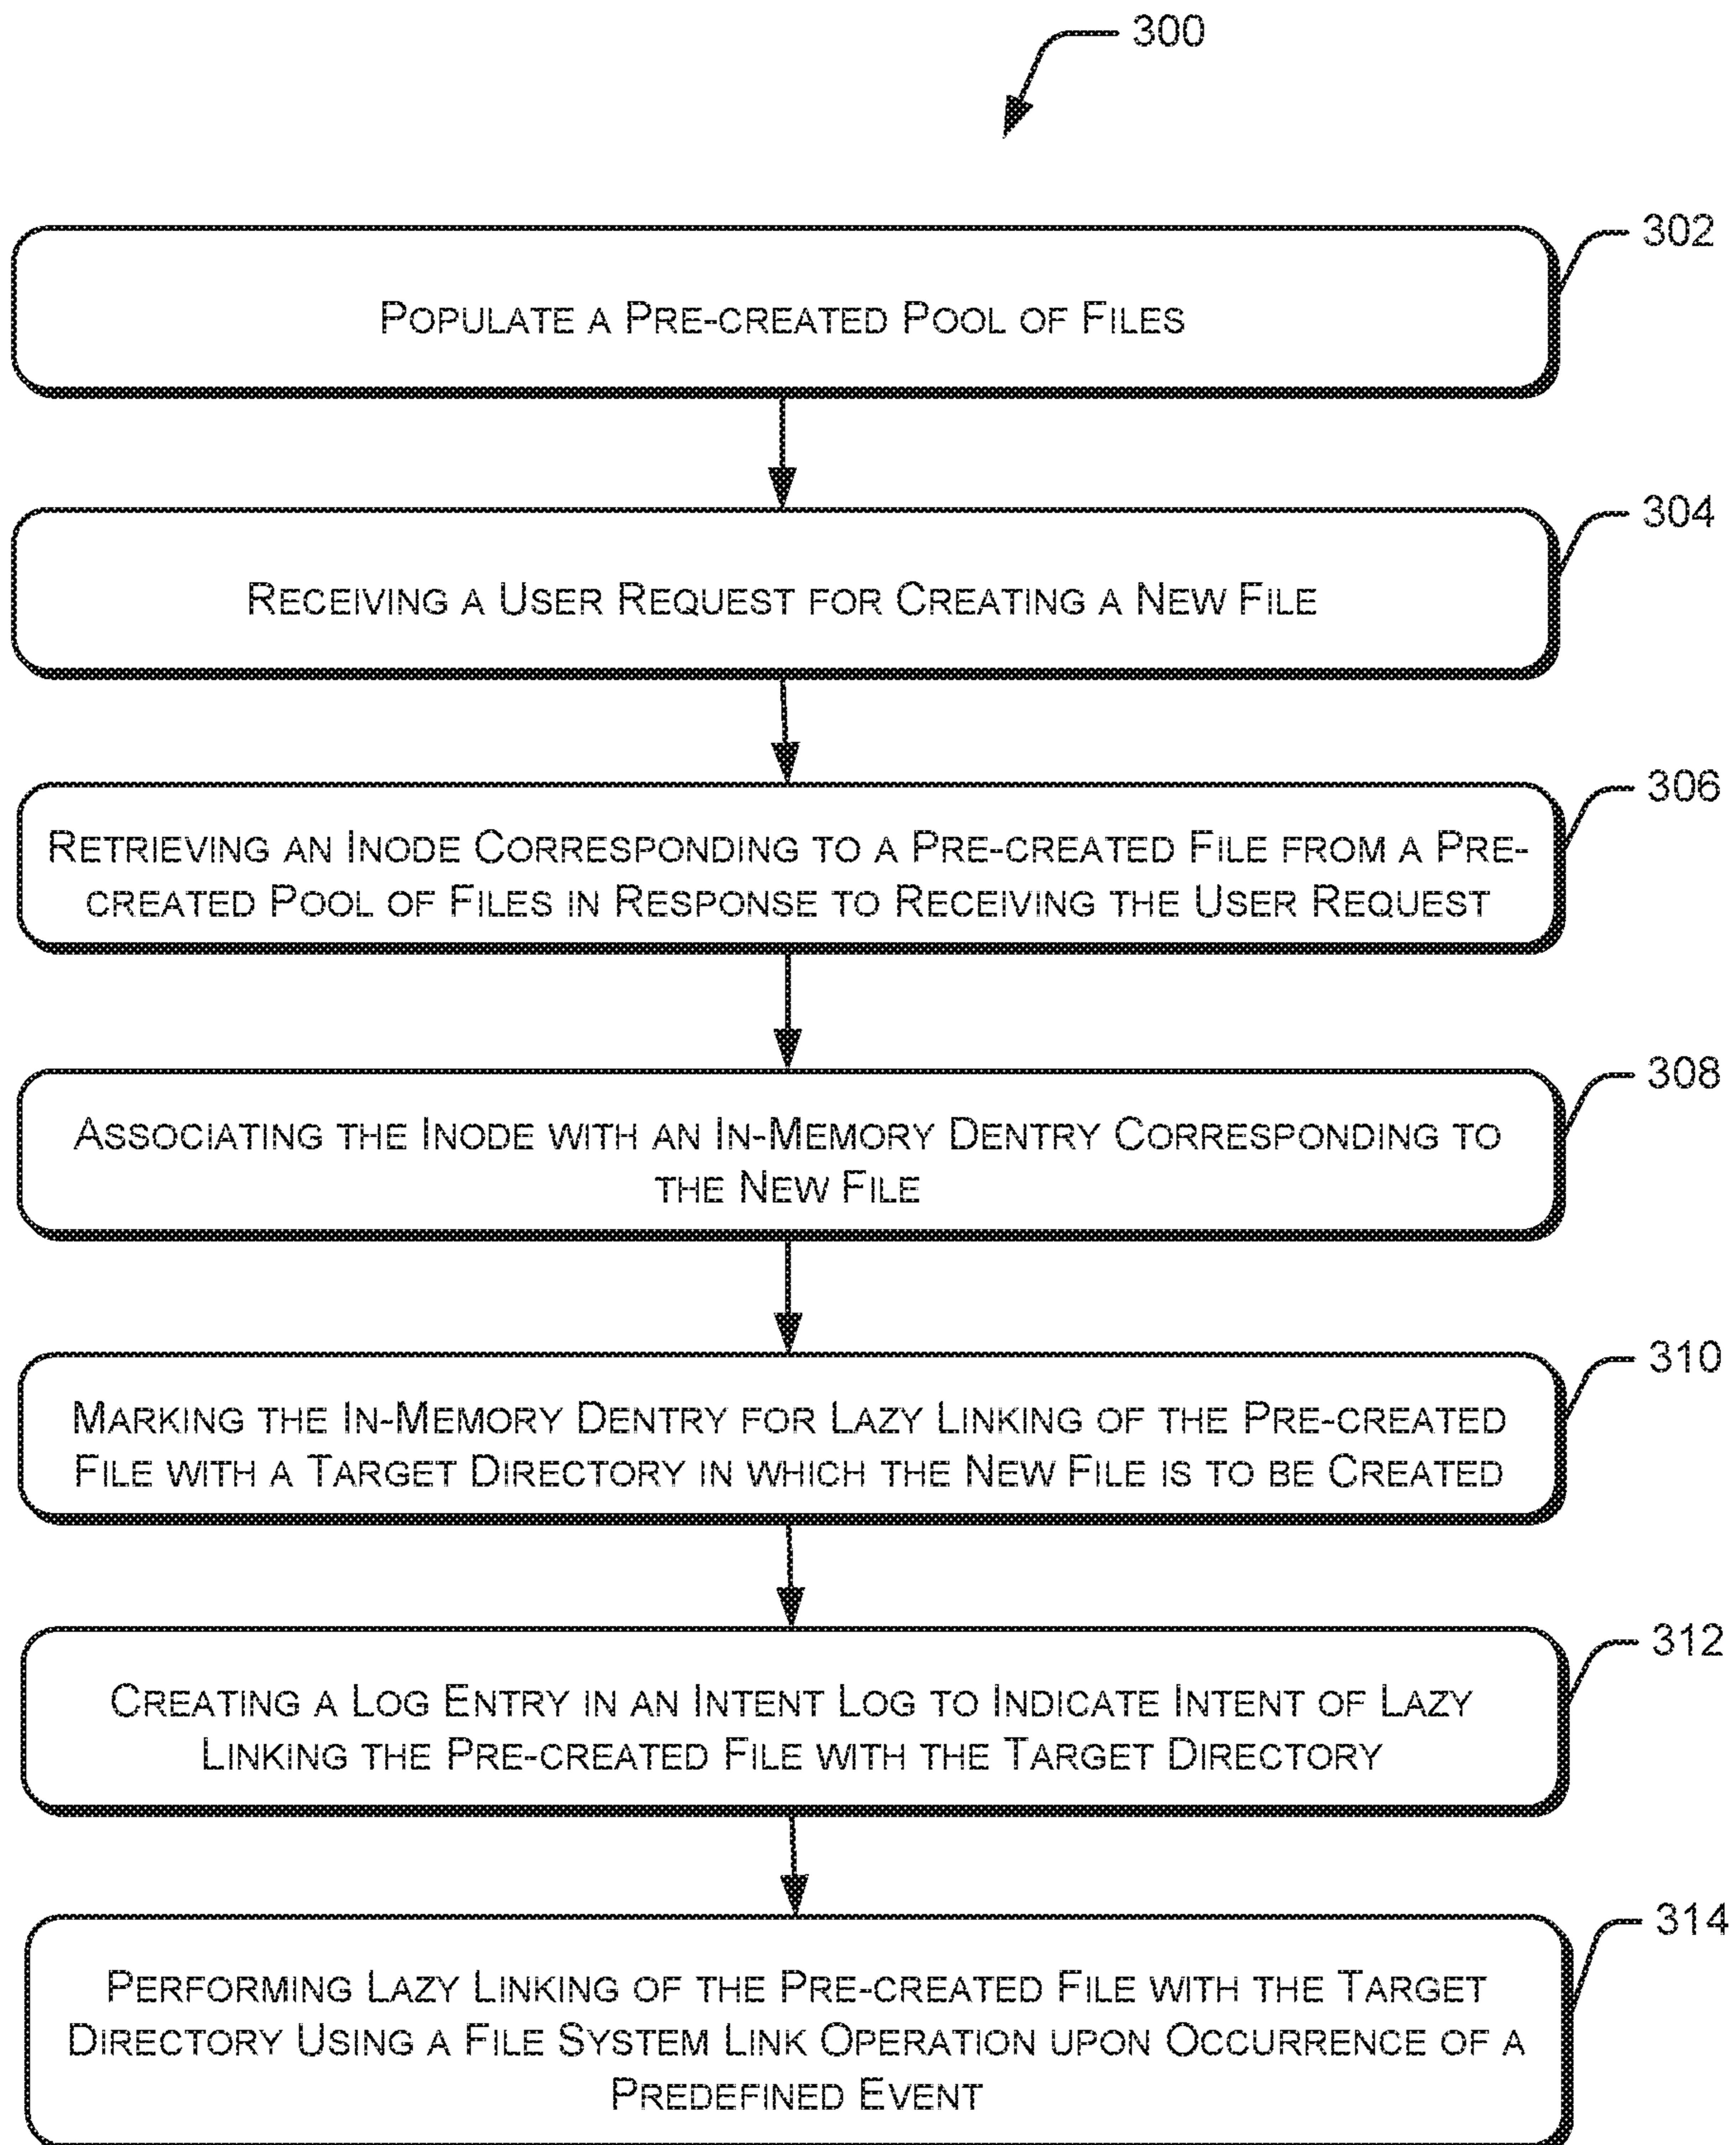 300
302
POPULATE A PRE-CREATED POOL OF FILES
304
RECEIVING A USER REQUEST FOR CREATING A NEW FILE
306
RETRIEVING AN INODE CORRESPONDING TO A PRE-CREATED FILE FROM A PRE-
CREATED POOL OF FILES IN RESPONSE TO RECEIVING THE USER REQUEST
308
ASSOCIATING THE INODE WITH AN IN-MEMORY DENTRY CORRESPONDING TO
THE NEW FILE
310
MARKING THE IN-MEMORY DENTRY FOR LAZY LINKING OF THE PRE-CREATED
FILE WITH A TARGET DIRECTORY IN WHICH THE NEW FILE IS TO BE CREATED
312
CREATING A LOG ENTRY IN AN INTENT LOG TO INDICATE INTENT OF LAZY
LINKING THE PRE-CREATED FILE WITH THE TARGET DIRECTORY
314
PERFORMING LAZY LINKING OF THE PRE-CREATED FILE WITH THE TARGET
DIRECTORY USING A FILE SYSTEM LINK OPERATION UPON OCCURRENCE OF A
PREDEFINED EVENT